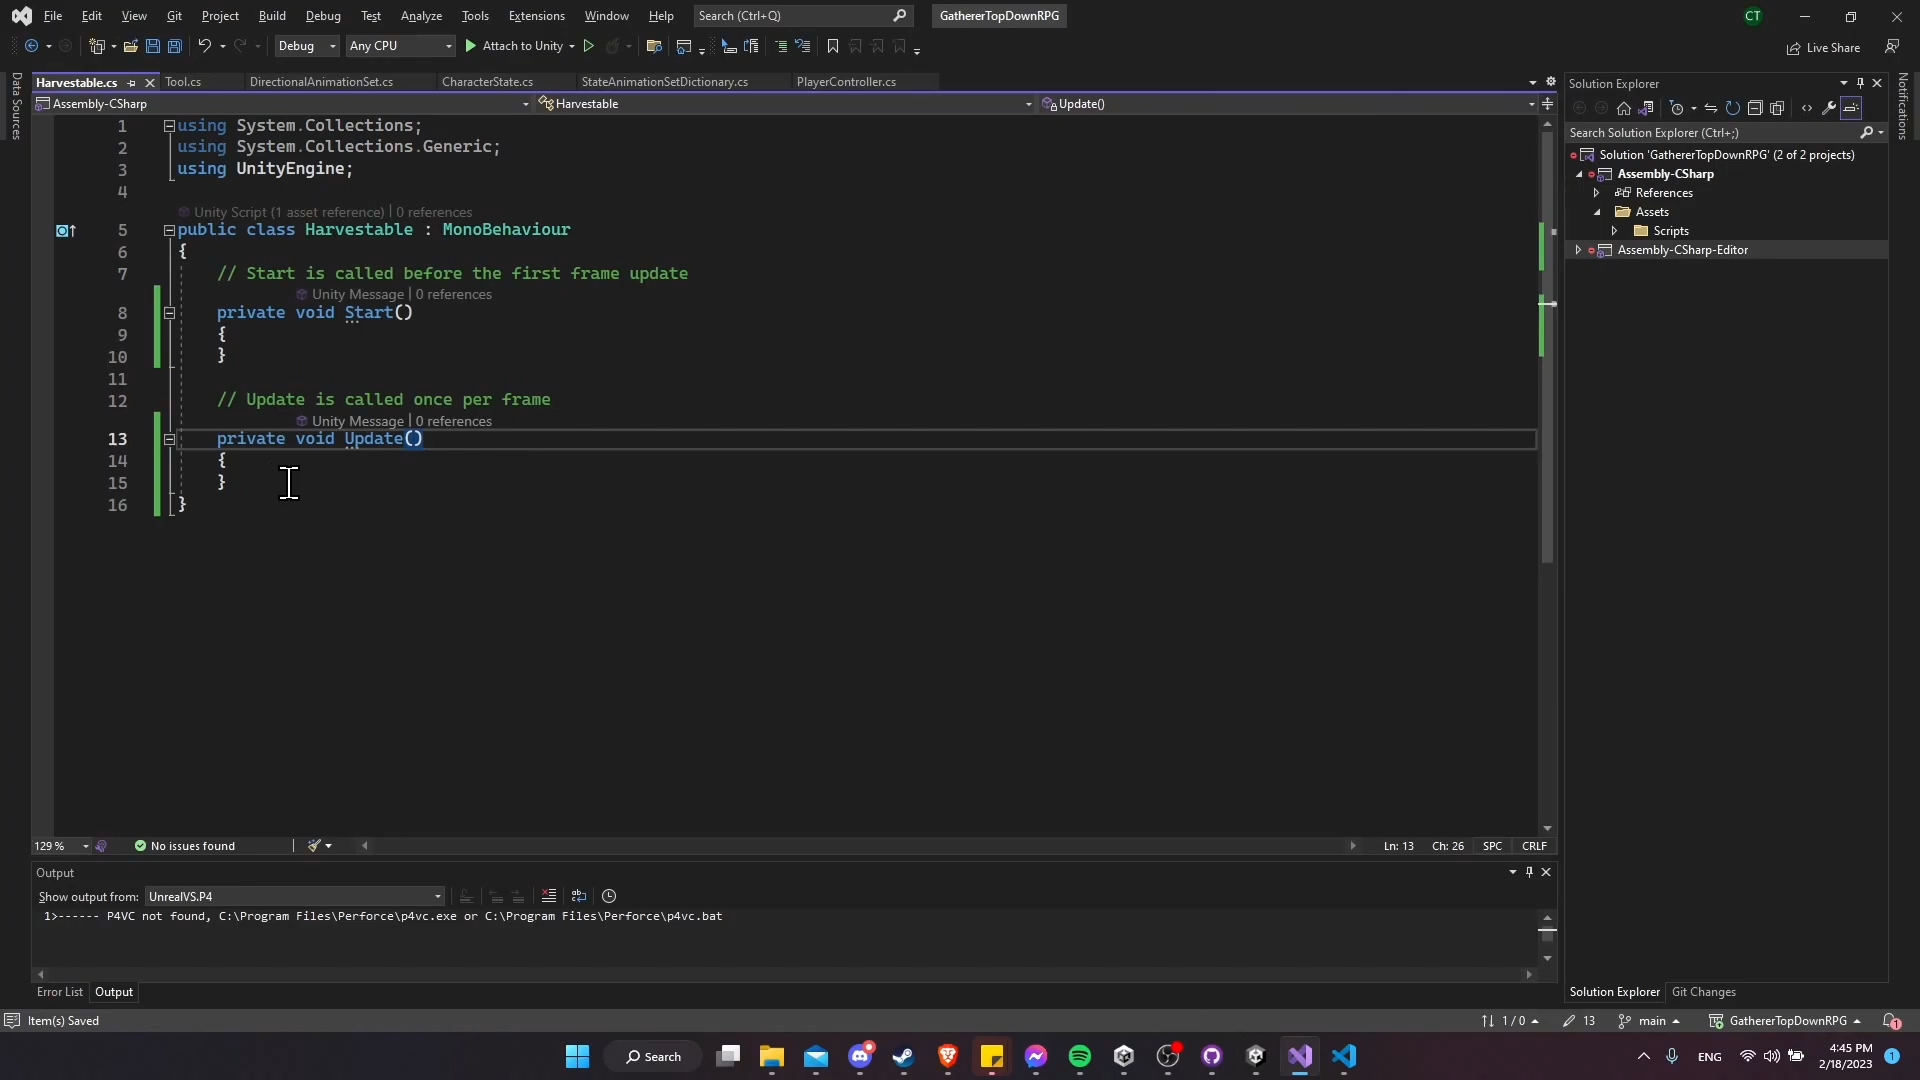 File Edit View Git Project Build Debug Test Analyze Tools Extensions Window Help Search (Ctrl+Q) GathererTopDownRPG CT
Debug Any CPU Attach to Unity Live Share
Harvestable.cs Tool.cs DirectionalAnimationSet.cs CharacterState.cs StateAnimationSetDictionary.cs PlayerController.cs
Assembly-CSharp Harvestable Update()
Data Sources
1 using System.Collections;
2 using System.Collections.Generic;
3 using UnityEngine;
4
Unity Script (1 asset reference) | 0 references
5 public class Harvestable : MonoBehaviour
6 {
7 // Start is called before the first frame update
Unity Message | 0 references
8 private void Start()
9 {
10 }
11
12 // Update is called once per frame
Unity Message | 0 references
13 private void Update()
14 {
15 }
16 }
129 % No issues found Ln: 13 Ch: 26 SPC CRLF
Output
Show output from: UnrealVS.P4
1>------ P4VC not found, C:\Program Files\Perforce\p4vc.exe or C:\Program Files\Perforce\p4vc.bat
Error List Output
Solution Explorer
Search Solution Explorer (Ctrl+;)
Solution 'GathererTopDownRPG' (2 of 2 projects)
Assembly-CSharp
References
Assets
Scripts
Assembly-CSharp-Editor
Solution Explorer Git Changes
Notifications
Item(s) Saved 1 / 0 13 main GathererTopDownRPG 1
Search ENG 4:45 PM 1
2/18/2023